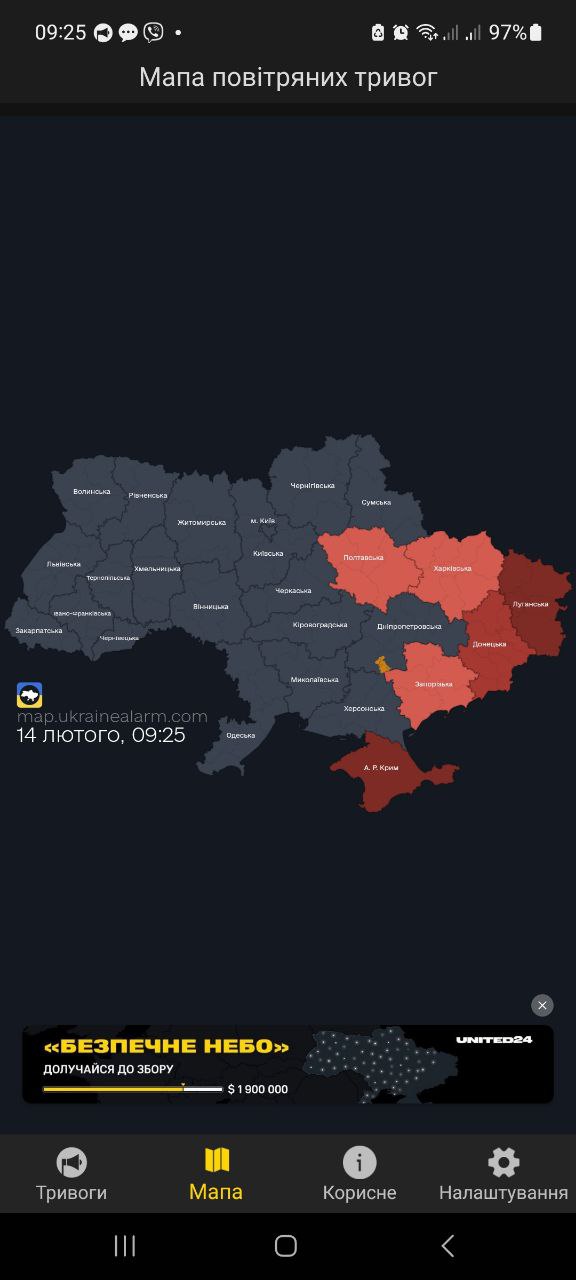 09:25
97%
Мапа повітряних тривог
Чернігівська
Волинська
Рівненська
Сумська
Житомирська
м. Київ
Київська
Полтавська
Харківська
Львівська
Хмельницька
Тернопільська
Черкаська
Луганська
Вінницька
Івано-Франківська
Кіровоградська
Дніпропетровська
Закарпатська
Чернівецька
Донецька
Миколаївська
Запорізька
Херсонська
map.ukrainealarm.com
14 лютого, 09:25
Одеська
А. Р. Крим
«БЕЗПЕЧНЕ НЕБО»
UNITED24
ДОЛУЧАЙСЯ ДО ЗБОРУ
$ 1 900 000
Тривоги
Мапа
Корисне
Налаштування